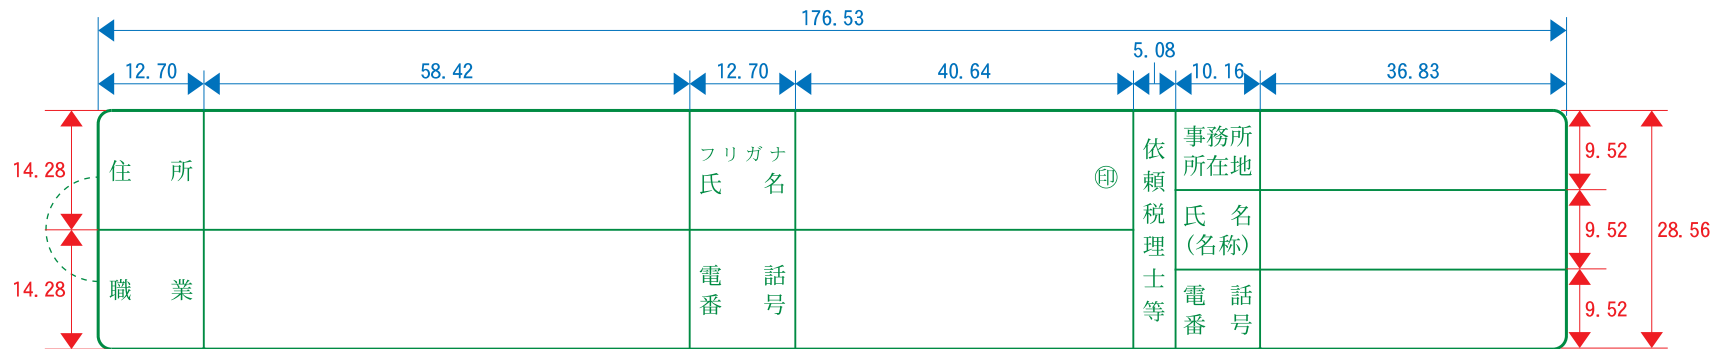 176.53
5.08
12.70
58.42
12.70
40.64
10.16
36.83
14.28
住 所
フリガナ
氏 名
㊞
依頼税理士等
事務所
所在地
9.52
氏 名
(名称)
9.52
28.56
14.28
職 業
電 話
番 号
電 話
番 号
9.52